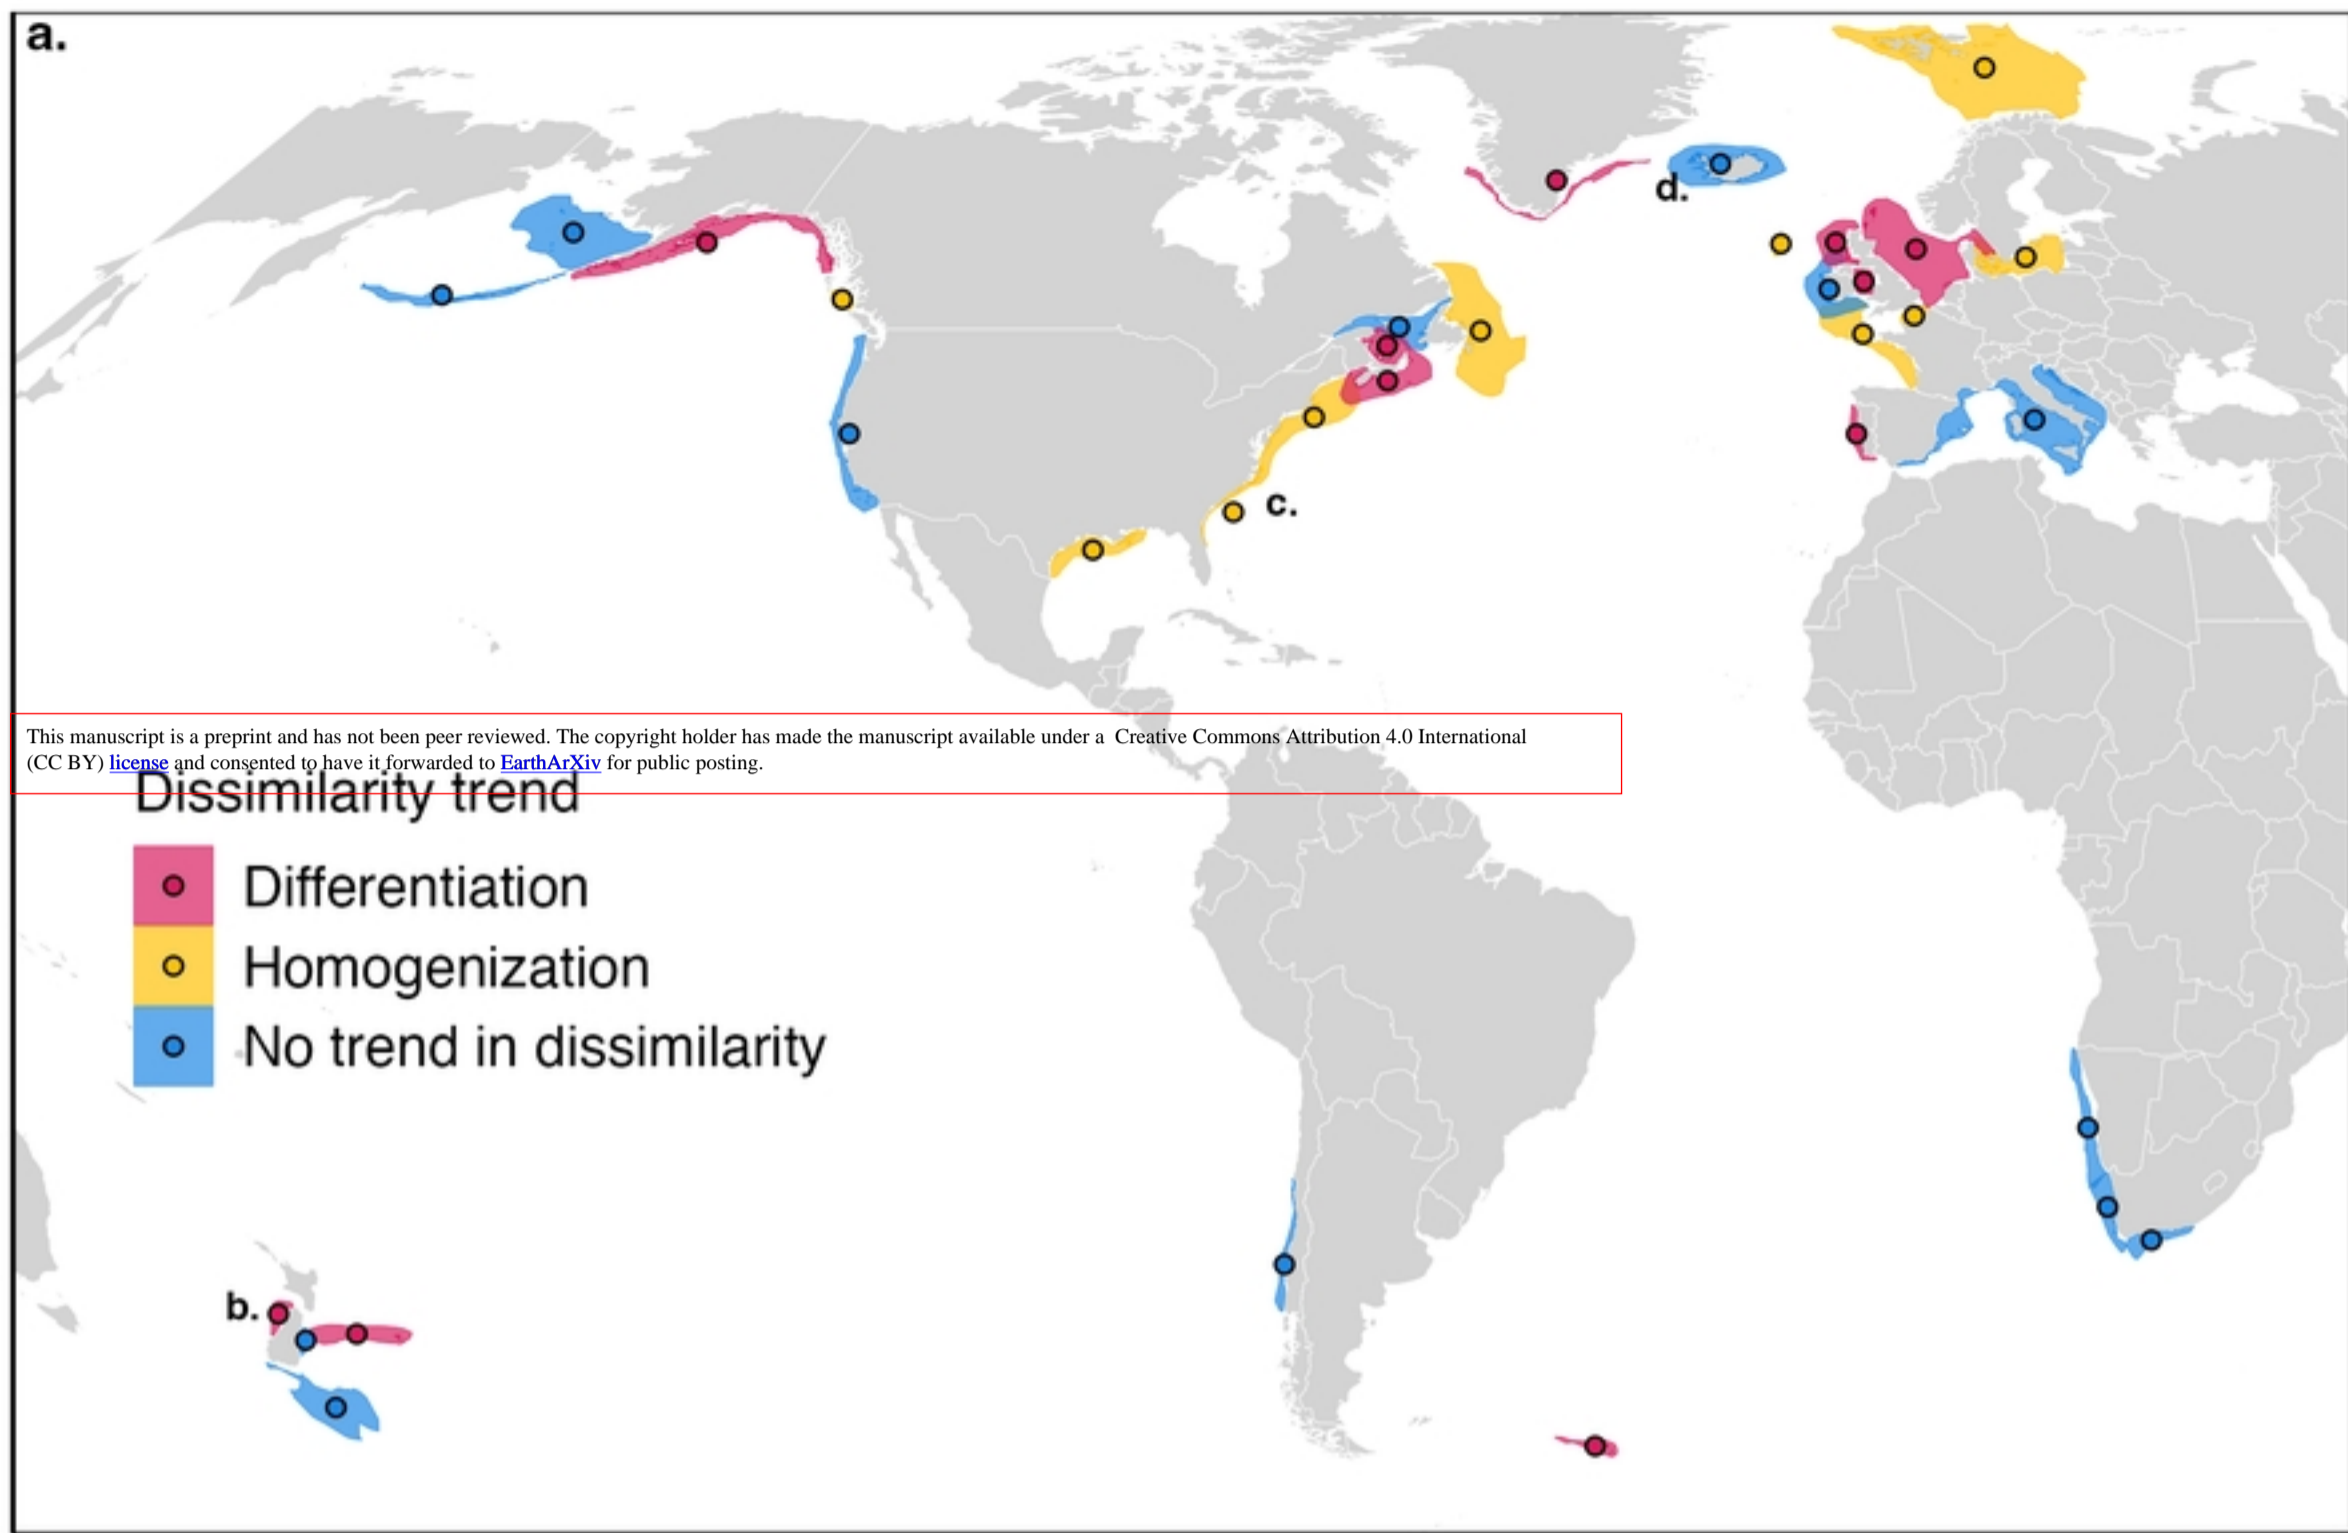 a.
d.
c.
This manuscript is a preprint and has not been peer reviewed. The copyright holder has made the manuscript available under a Creative Commons Attribution 4.0 International
(CC BY) license and consented to have it forwarded to EarthArXiv for public posting.
Dissimilarity trend
Differentiation
Homogenization
No trend in dissimilarity
b.